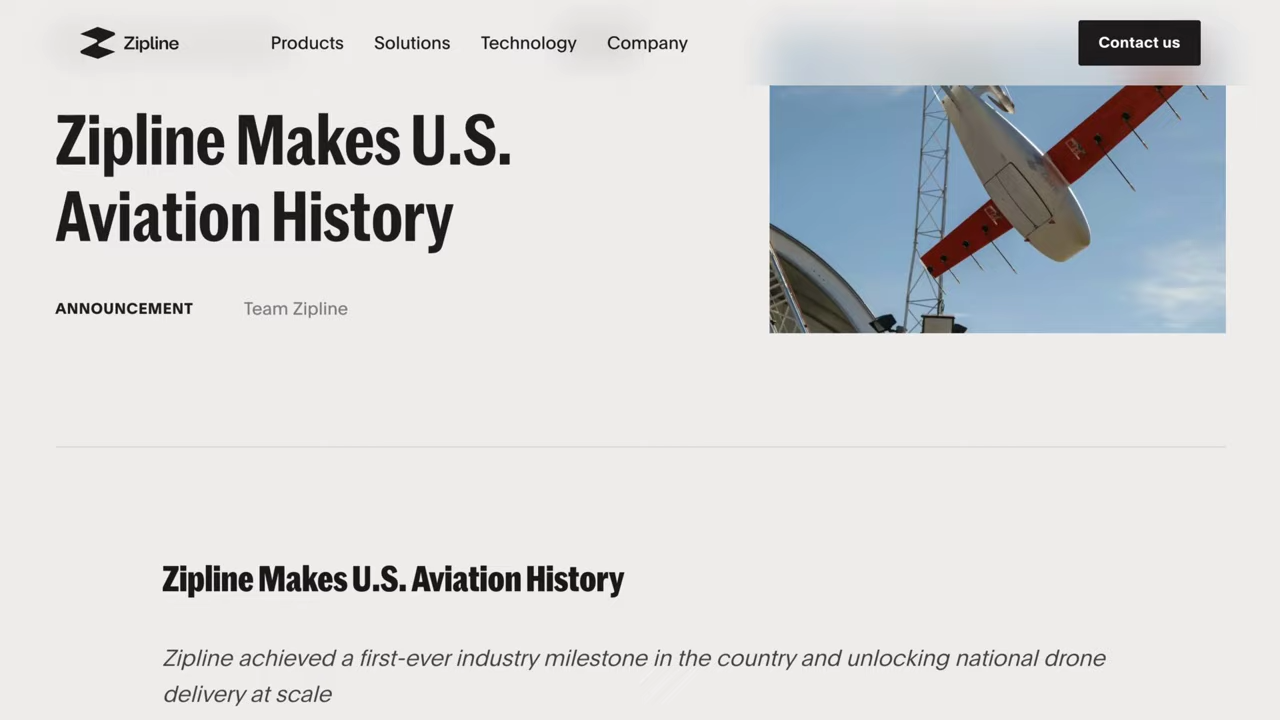 Zipline
Products
Solutions
Technology
Company
Contact us
Zipline Makes U.S.
Aviation History
ANNOUNCEMENT
Team Zipline
Zipline Makes U.S. Aviation History
Zipline achieved a first-ever industry milestone in the country and unlocking national drone
delivery at scale